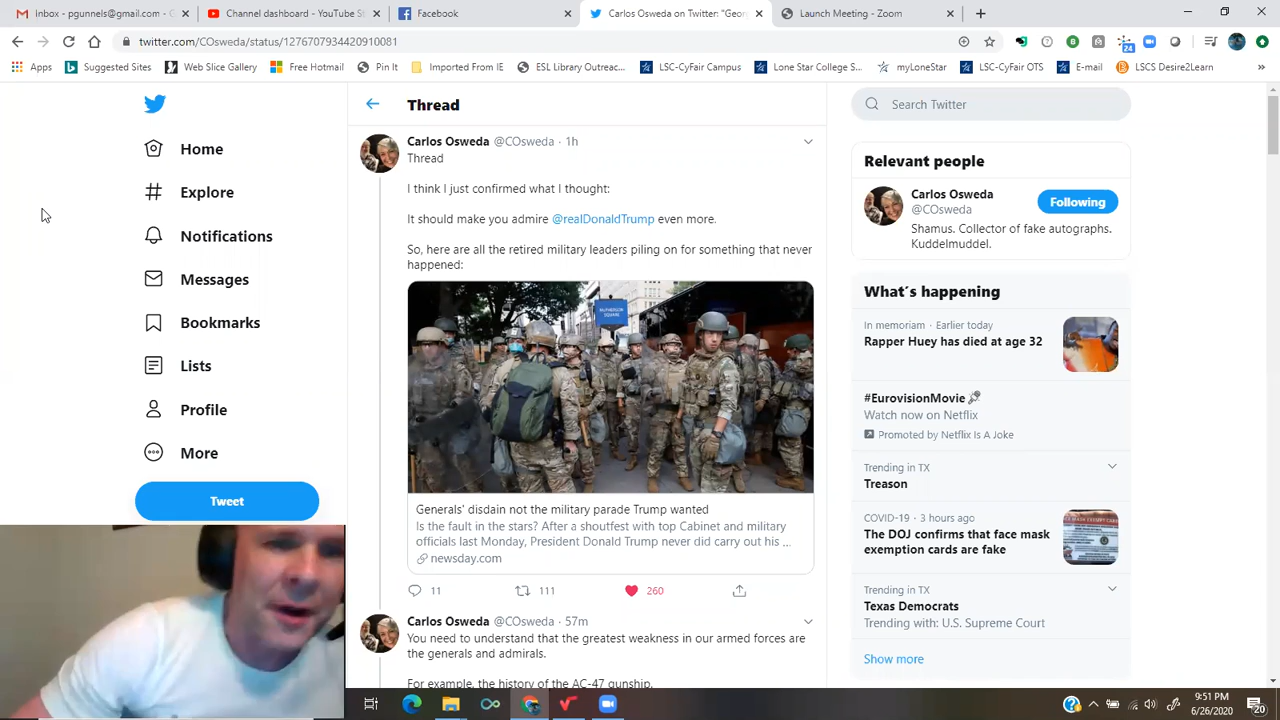 pgunnels@gmail.com - G
Channel dashboard - YouTube St
Facebook
Carlos Osweda on Twitter: "Geor
Launch Meeting - Zoom
twitter.com/COsweda/status/1276707934420910081
24
Apps
Suggested Sites
Web Slice Gallery
Free Hotmail
Pin It
Imported From IE
ESL Library Outreac...
LSC-CyFair Campus
Lone Star College S...
myLoneStar
LSC-CyFair OTS
E-mail
LSCS Desire2Learn
»
Home
Explore
Notifications
Messages
Bookmarks
Lists
Profile
More
Tweet
Thread
Carlos Osweda @COsweda · 1h
Thread
I think I just confirmed what I thought:
It should make you admire @realDonaldTrump even more.
So, here are all the retired military leaders piling on for something that never
happened:
McPHERSON
SQUARE
Generals' disdain not the military parade Trump wanted
Is the fault in the stars? After a shoutfest with top Cabinet and military
officials last Monday, President Donald Trump never did carry out his ...
newsday.com
11
111
260
Carlos Osweda @COsweda · 57m
You need to understand that the greatest weakness in our armed forces are
the generals and admirals.
For example, the history of the AC-47 gunship.
Search Twitter
Relevant people
Carlos Osweda
@COsweda
Following
Shamus. Collector of fake autographs.
Kuddelmuddel.
What's happening
In memoriam · Earlier today
Rapper Huey has died at age 32
#EurovisionMovie
Watch now on Netflix
Promoted by Netflix Is A Joke
Trending in TX
Treason
COVID-19 · 3 hours ago
The DOJ confirms that face mask
exemption cards are fake
Trending in TX
Texas Democrats
Trending with: U.S. Supreme Court
Show more
9:51 PM
6/26/2020
20